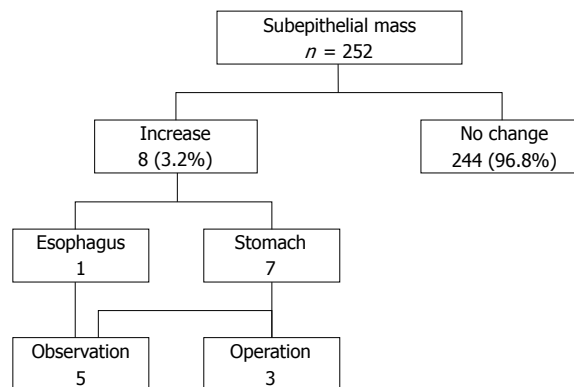 Subepithelial mass
n = 252
Increase
8 (3.2%)
No change
244 (96.8%)
Esophagus
1
Stomach
7
Observation
5
Operation
3